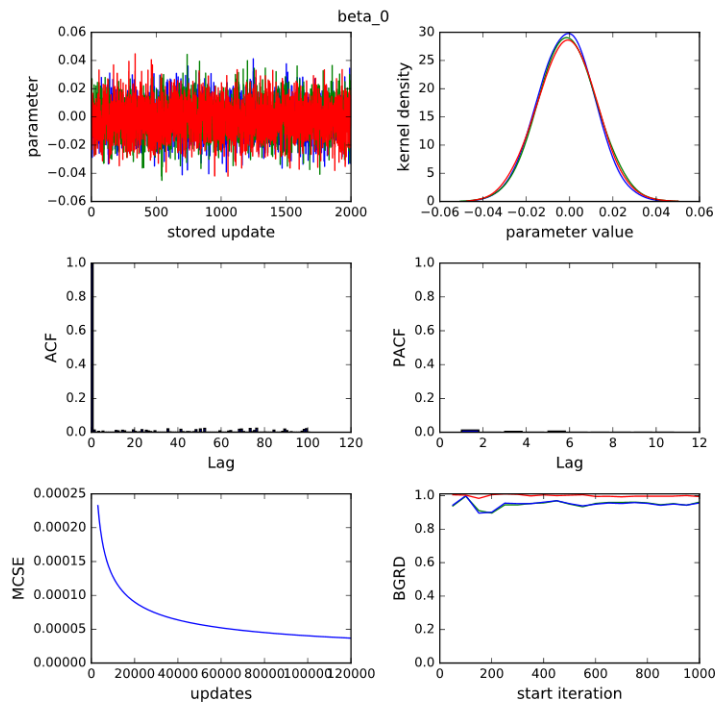 beta_0
0.06
0.04
0.02
0.00
−0.02
−0.04
−0.06
parameter
0 500 1000 1500 2000
stored update
30
25
20
15
10
5
0
kernel density
−0.06 −0.04 −0.02 0.00 0.02 0.04 0.06
parameter value
1.0
0.8
0.6
0.4
0.2
0.0
ACF
0 20 40 60 80 100 120
Lag
1.0
0.8
0.6
0.4
0.2
0.0
PACF
0 2 4 6 8 10 12
Lag
0.00025
0.00020
0.00015
0.00010
0.00005
0.00000
MCSE
0 20000 40000 60000 80000 100000 120000
updates
1.0
0.8
0.6
0.4
0.2
0.0
BGRD
0 200 400 600 800 1000
start iteration